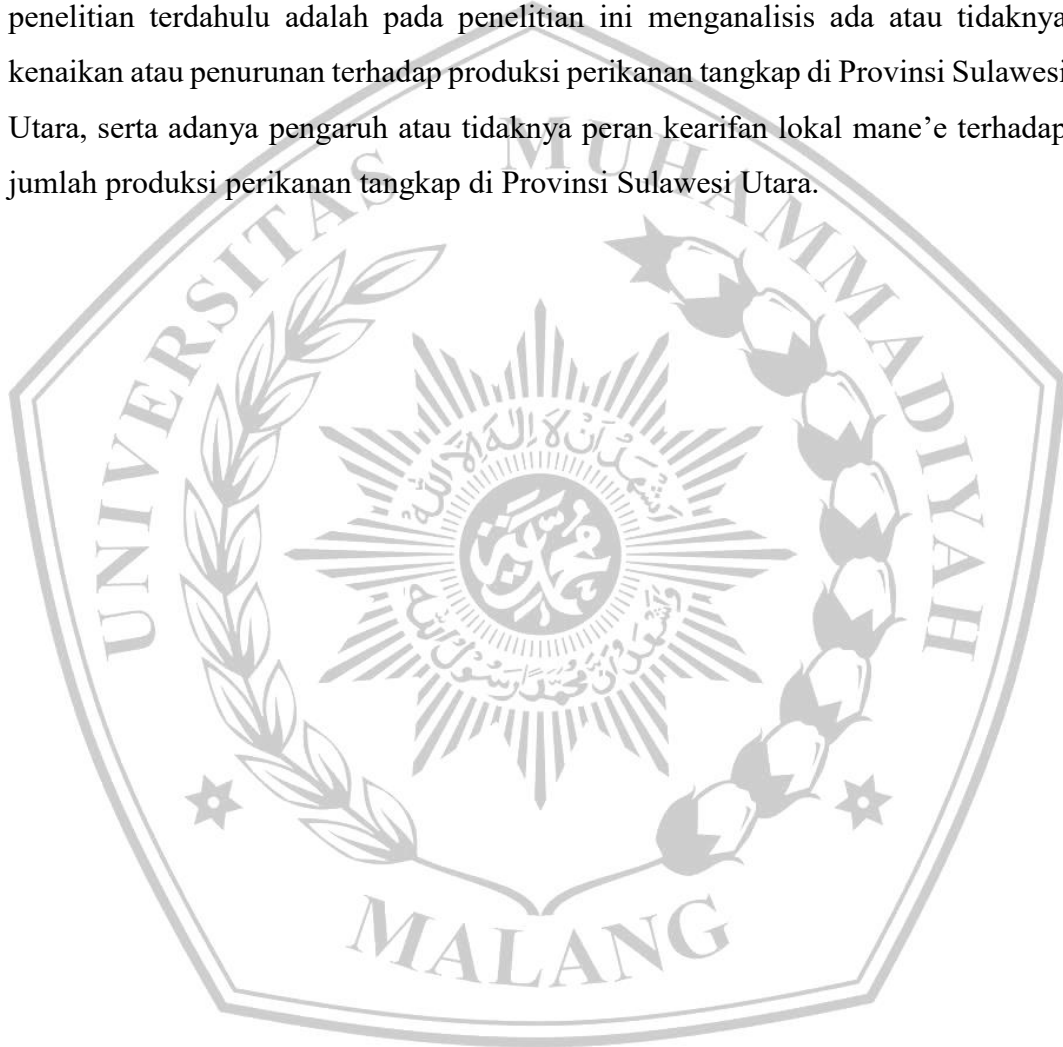 penelitian terdahulu adalah pada penelitian ini menganalisis ada atau tidaknya
kenaikan atau penurunan terhadap produksi perikanan tangkap di Provinsi Sulawesi
Utara, serta adanya pengaruh atau tidaknya peran kearifan lokal mane’e terhadap
jumlah produksi perikanan tangkap di Provinsi Sulawesi Utara.
UNIVERSITAS MUHAMMADIYAH
MALANG